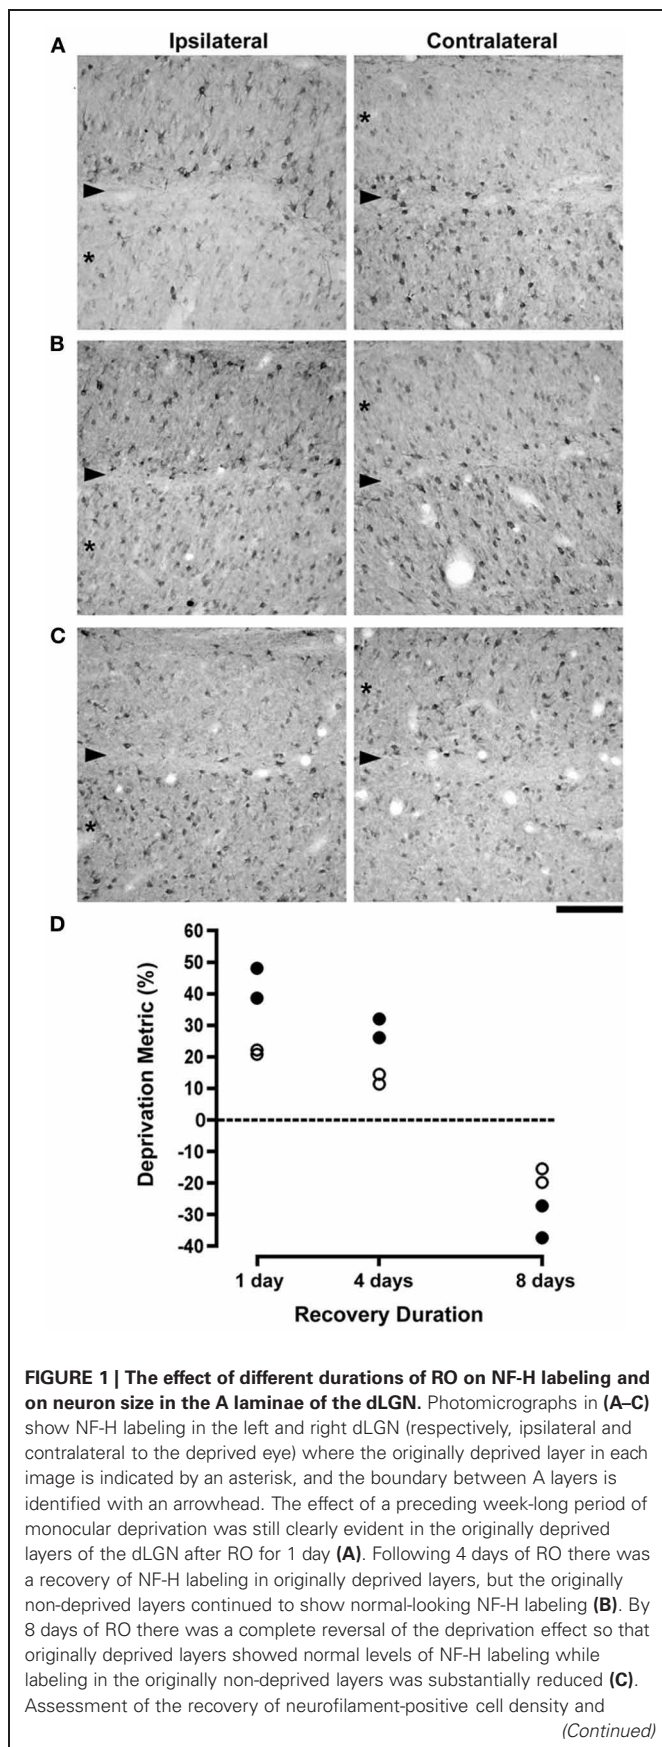 Ipsilateral Contralateral
A
*
*
B
*
*
C
*
*
D
60
50
40
30
20
10
0
-10
-20
-30
-40
Deprivation Metric (%)
1 day 4 days 8 days
Recovery Duration
FIGURE 1 | The effect of different durations of RO on NF-H labeling and
on neuron size in the A laminae of the dLGN. Photomicrographs in (A–C)
show NF-H labeling in the left and right dLGN (respectively, ipsilateral and
contralateral to the deprived eye) where the originally deprived layer in each
image is indicated by an asterisk, and the boundary between A layers is
identified with an arrowhead. The effect of a preceding week-long period of
monocular deprivation was still clearly evident in the originally deprived
layers of the dLGN after RO for 1 day (A). Following 4 days of RO there was
a recovery of NF-H labeling in originally deprived layers, but the originally
non-deprived layers continued to show normal-looking NF-H labeling (B). By
8 days of RO there was a complete reversal of the deprivation effect so that
originally deprived layers showed normal levels of NF-H labeling while
labeling in the originally non-deprived layers was substantially reduced (C).
Assessment of the recovery of neurofilament-positive cell density and
(Continued)